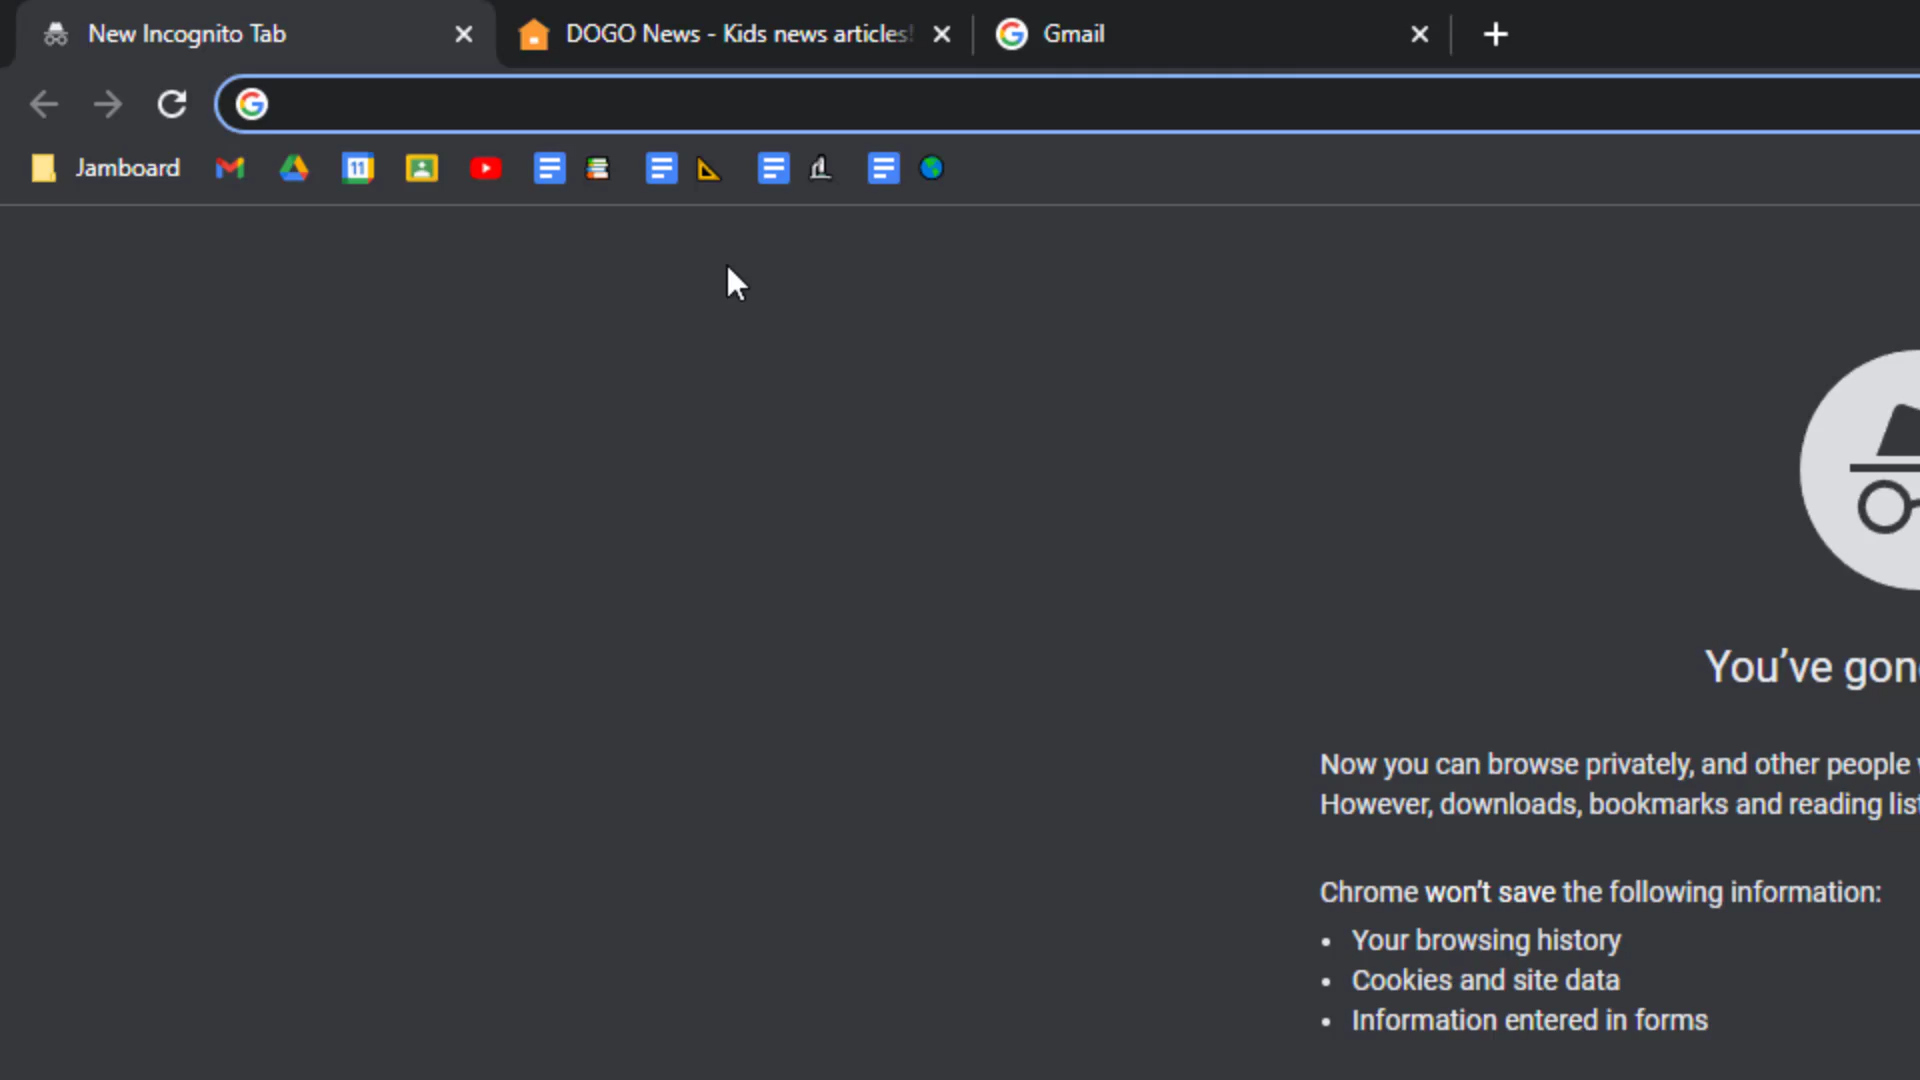 New Incognito Tab
DOGO News - Kids news articles!
Gmail
Jamboard
11
You've gon
Now you can browse privately, and other people
However, downloads, bookmarks and reading list
Chrome won't save the following information:
• Your browsing history
• Cookies and site data
• Information entered in forms